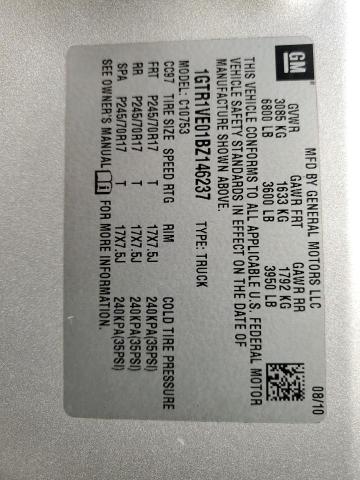 GM
MFD BY GENERAL MOTORS LLC 08/10
GVWR GAWR FRT GAWR RR
3085 KG 1633 KG 1792 KG
6800 LB 3600 LB 3950 LB
THIS VEHICLE CONFORMS TO ALL APPLICABLE U.S. FEDERAL MOTOR
VEHICLE SAFETY STANDARDS IN EFFECT ON THE DATE OF
MANUFACTURE SHOWN ABOVE.
1GTR1VE01BZ146237 TYPE: TRUCK
MODEL: C10753
CC97 TIRE SIZE SPEED RTG RIM COLD TIRE PRESSURE
FRT P245/70R17 T 17X7.5J 240KPA(35PSI)
RR P245/70R17 T 17X7.5J 240KPA(35PSI)
SPA P245/70R17 T 17X7.5J 240KPA(35PSI)
SEE OWNER'S MANUAL FOR MORE INFORMATION.